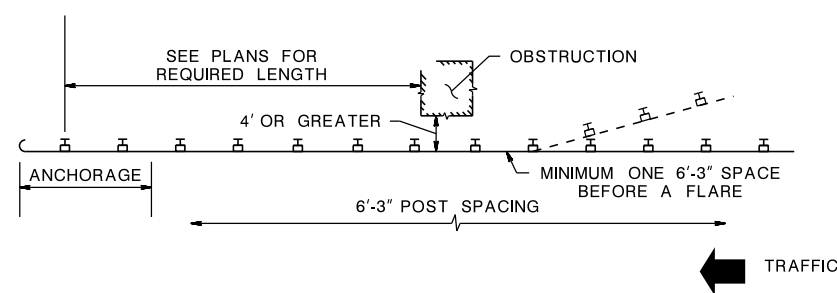 SEE PLANS FOR
REQUIRED LENGTH
OBSTRUCTION
4' OR GREATER
ANCHORAGE
MINIMUM ONE 6'-3" SPACE
BEFORE A FLARE
6'-3" POST SPACING
TRAFFIC